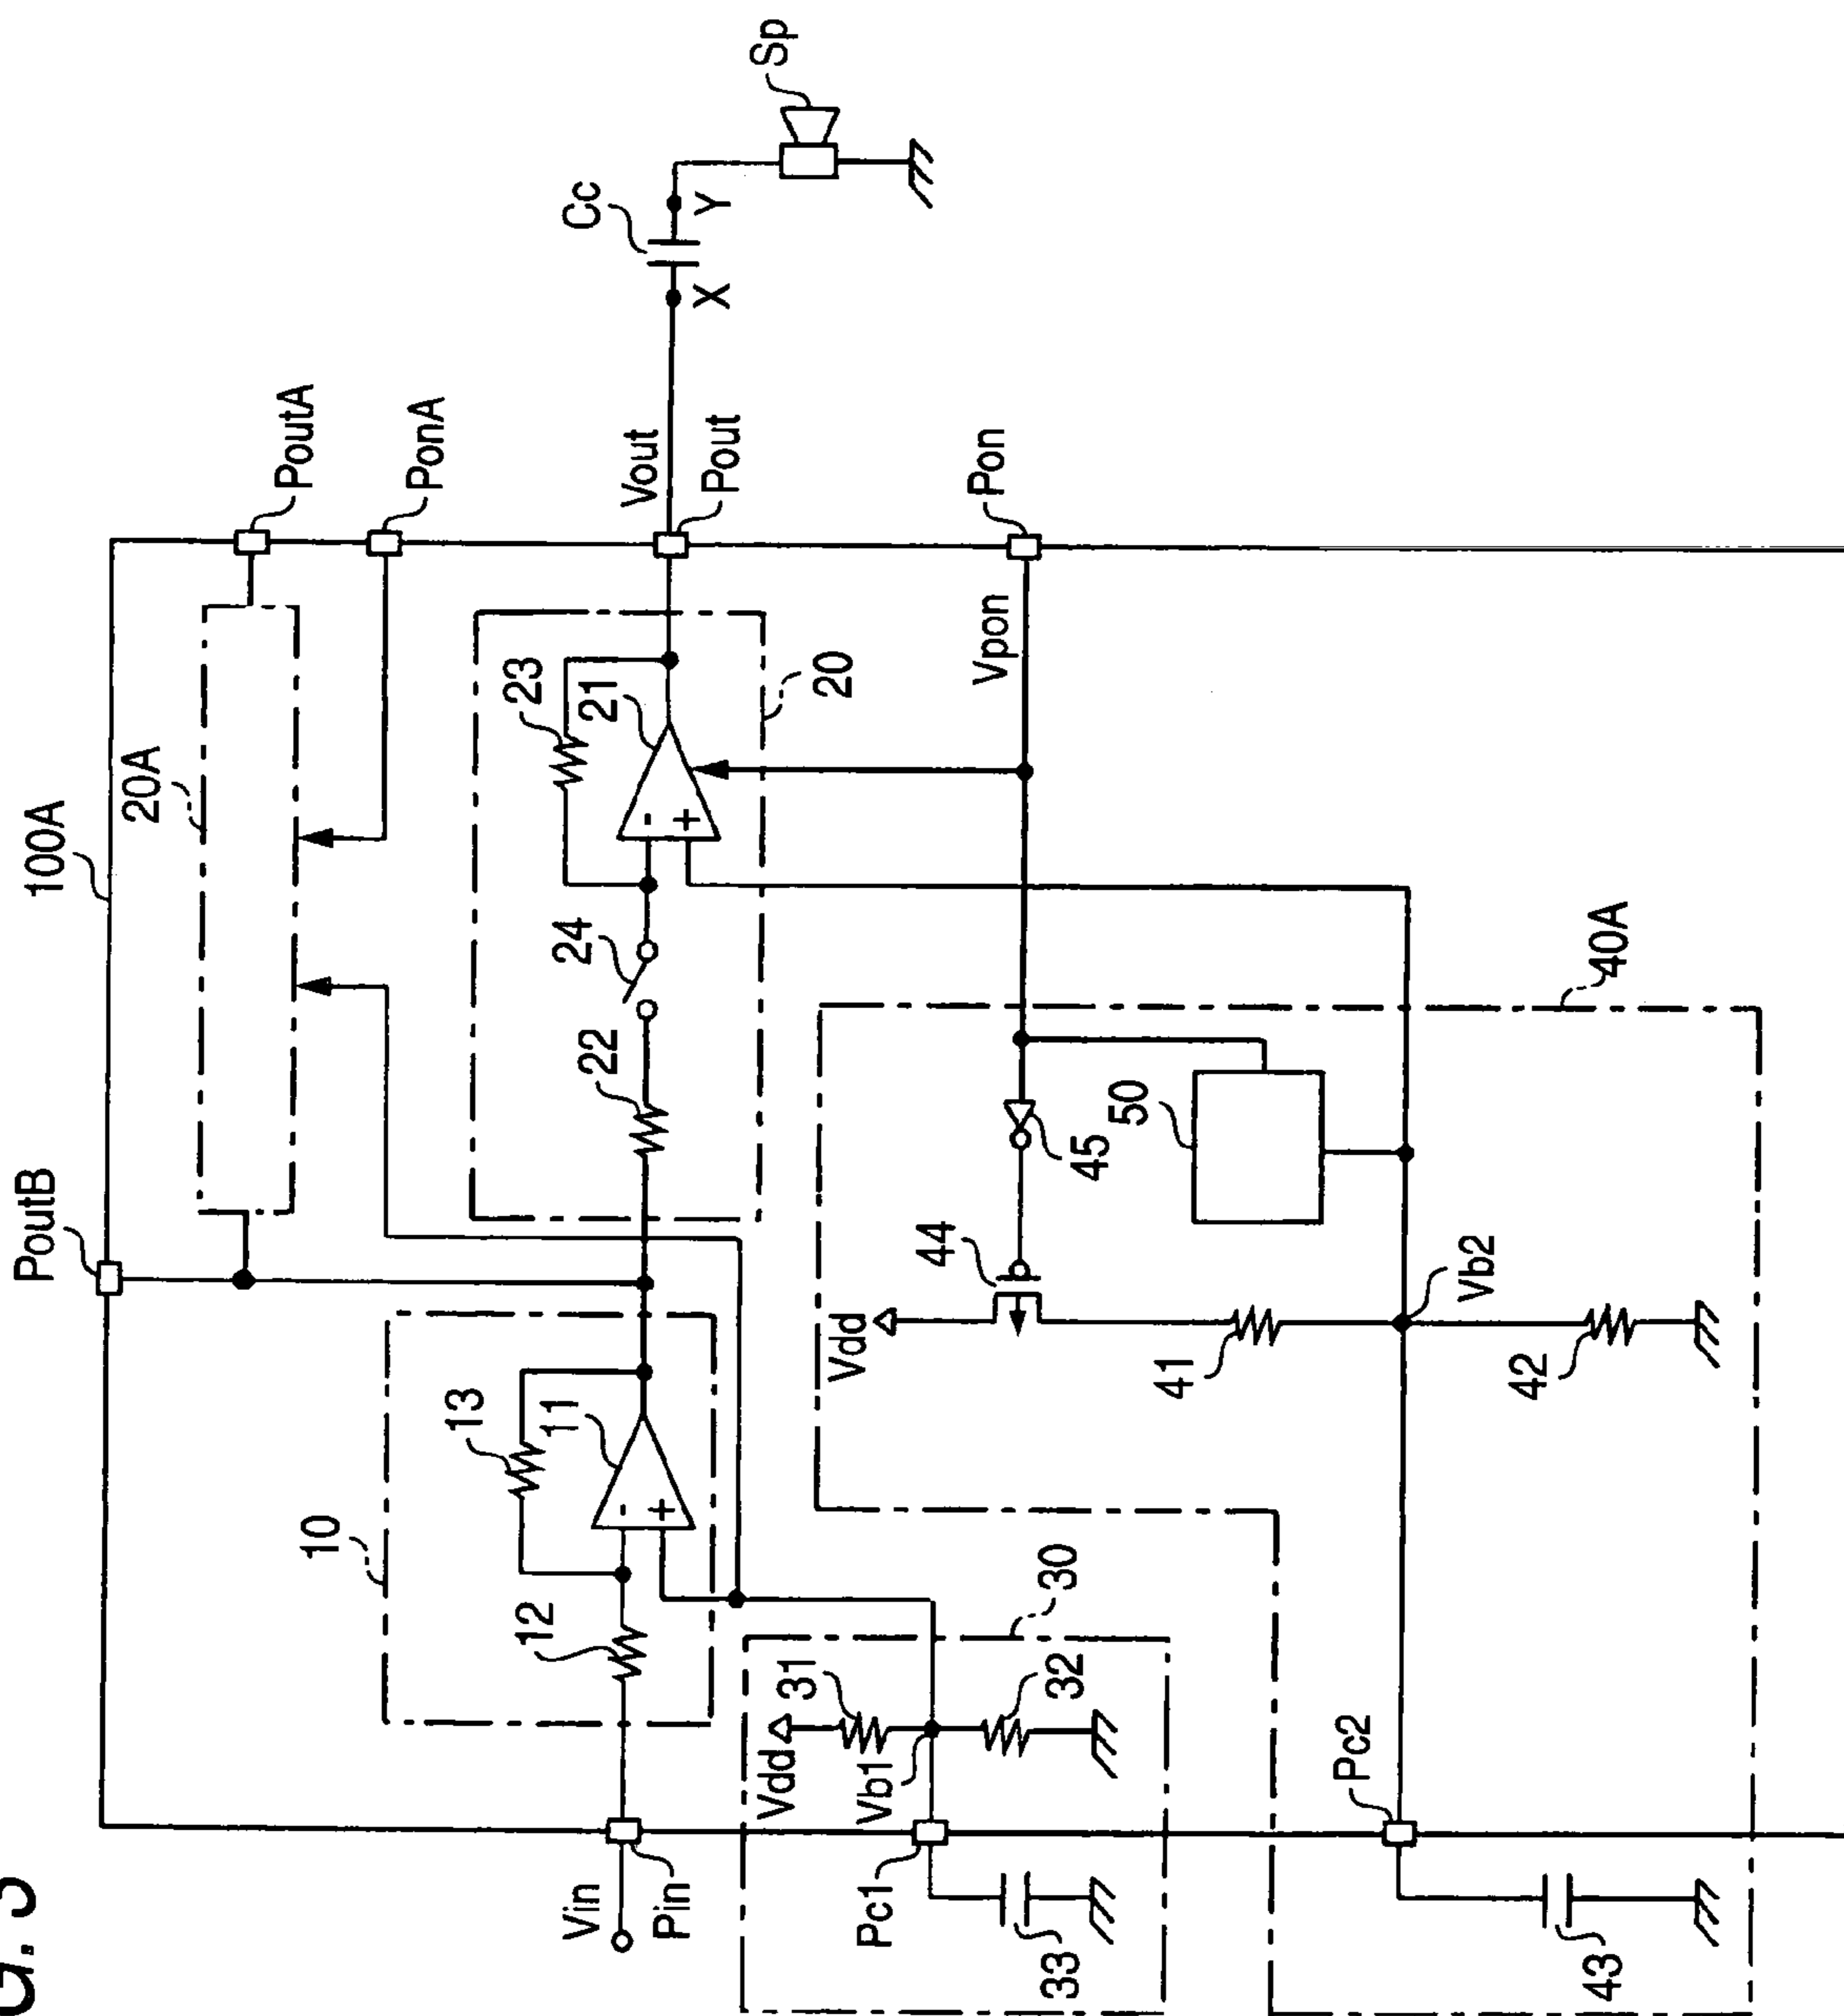 100A
PoutB
20A
PoutA
PonA
10
13
11
12
22
24
23
21
20
Vout
Pout
Cc
X
Y
Sp
Vin
Pin
Vdd
31
Vb1
32
30
Pc1
33
Vpon
Pon
Vdd
44
45
50
40A
41
Vb2
42
Pc2
43
-
+
-
+